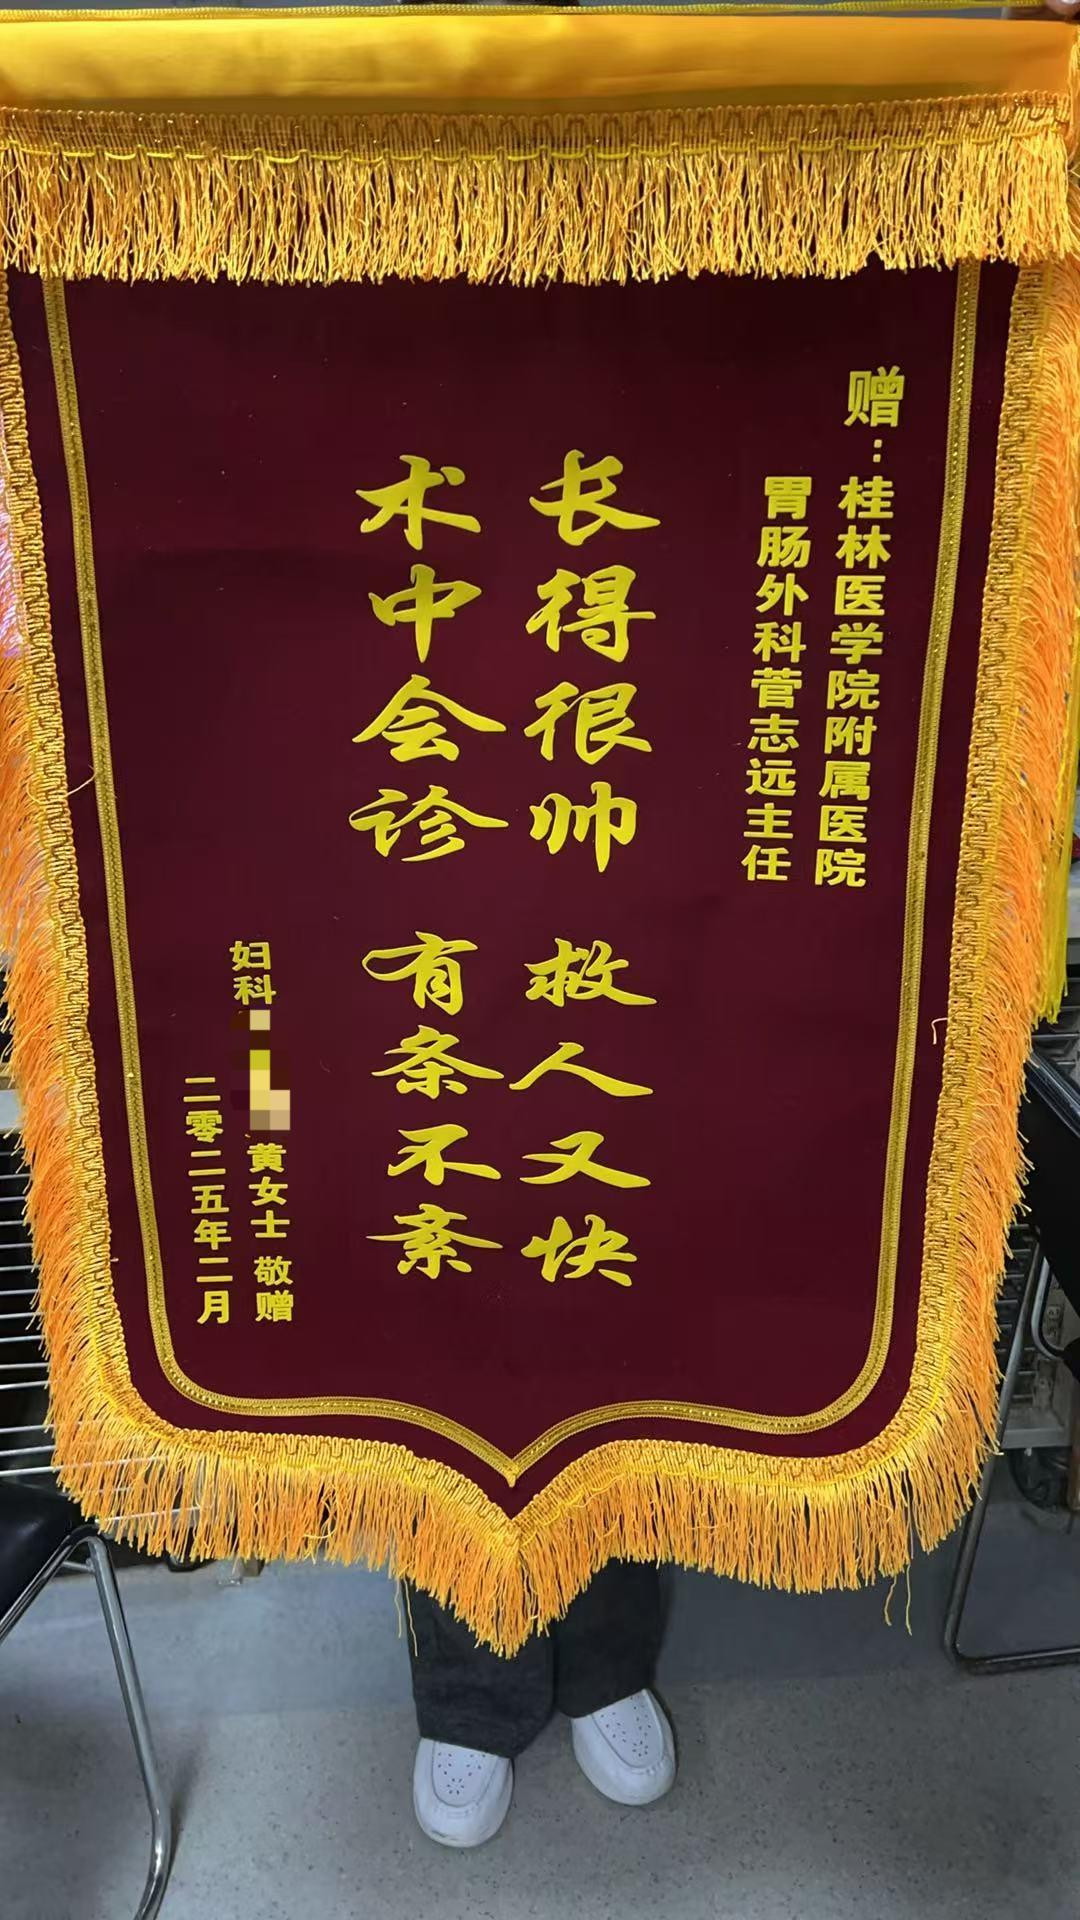 赠：桂林医学院附属医院
胃肠外科菅志远主任
长得很帅 救人又快
术中会诊 有条不紊
妇科 黄女士 敬赠
二零二五年二月